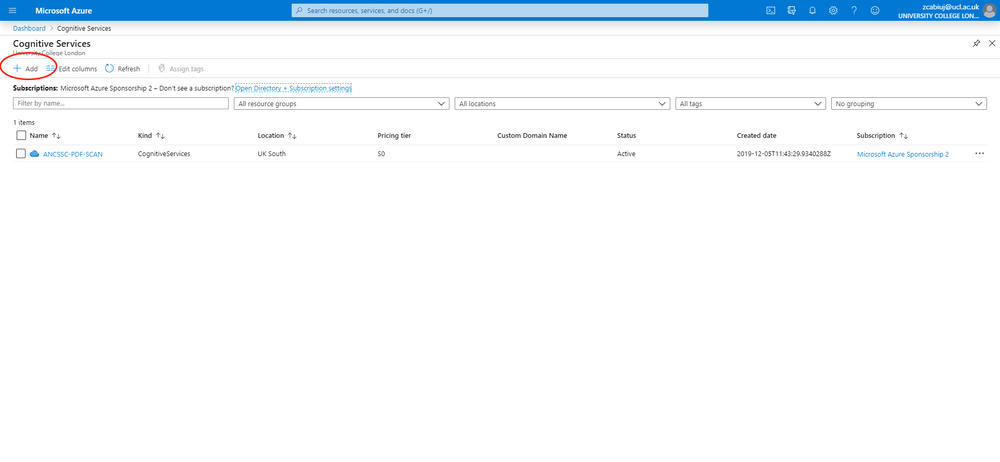 Microsoft Azure
Search resources, services, and docs (G+/)
zcabiuj@ucl.ac.uk
UNIVERSITY COLLEGE LON...
Dashboard > Cognitive Services
Cognitive Services
University College London
Add Edit columns Refresh Assign tags
Subscriptions: Microsoft Azure Sponsorship 2 – Don't see a subscription? Open Directory + Subscription settings
Filter by name... All resource groups All locations All tags No grouping
1 items
Name Kind Location Pricing tier Custom Domain Name Status Created date Subscription
ANCSSC-PDF-SCAN CognitiveServices UK South S0 Active 2019-12-05T11:43:29.9340288Z Microsoft Azure Sponsorship 2